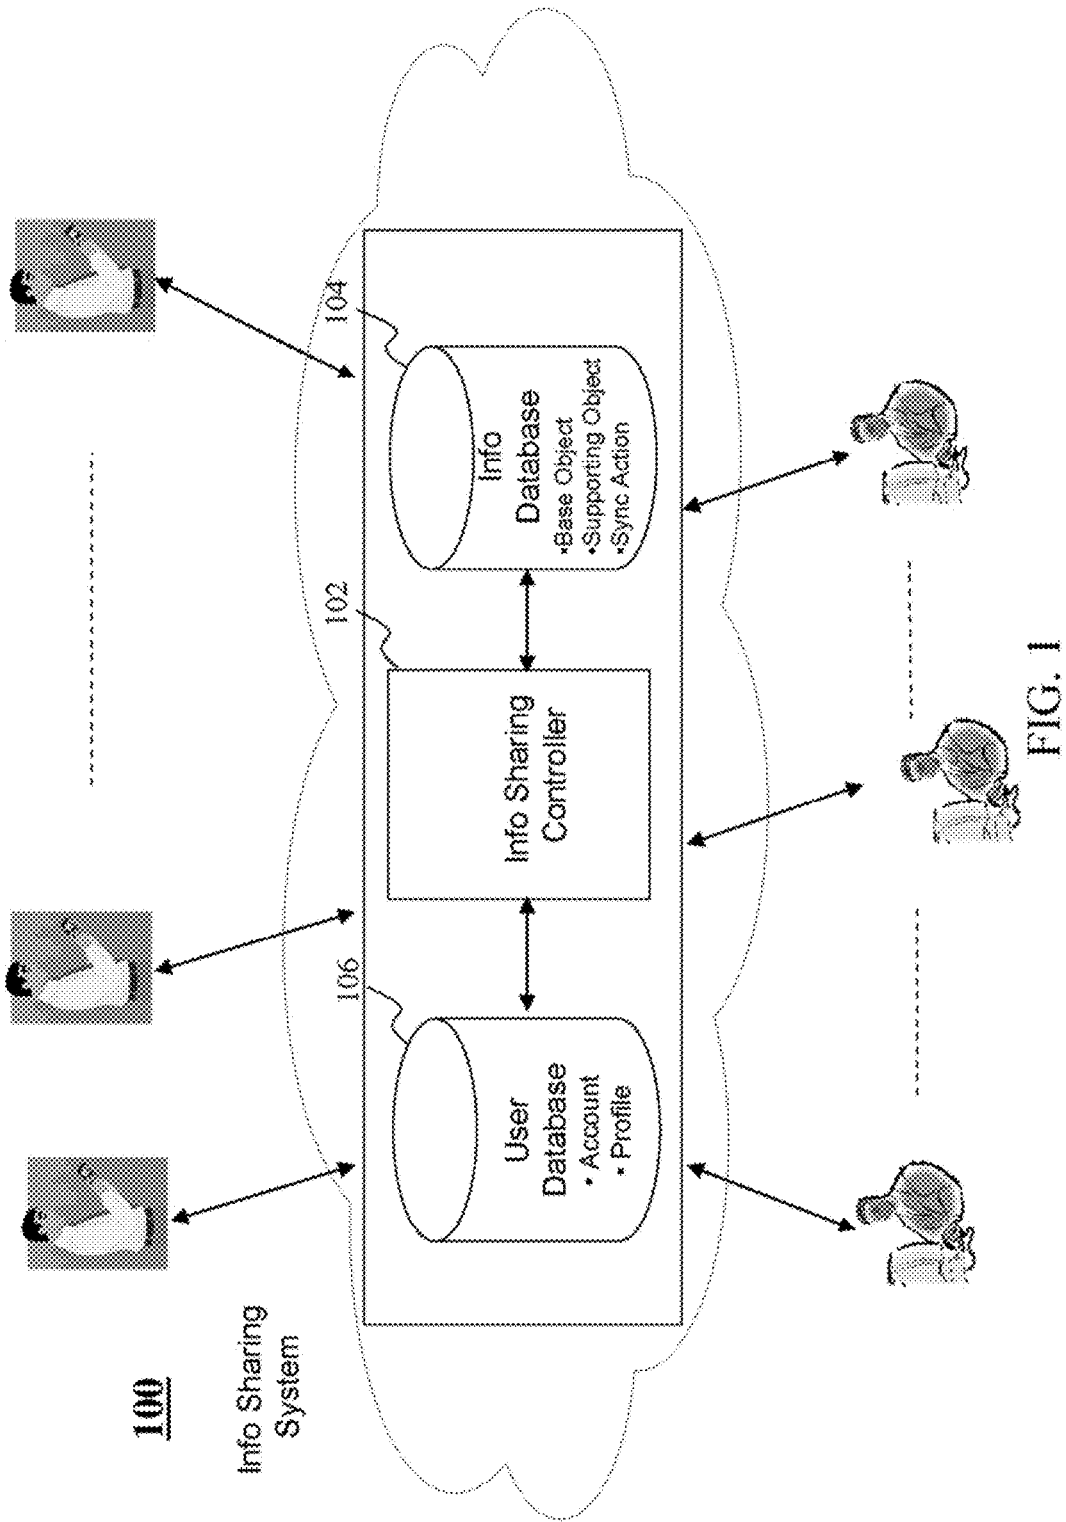 100
Info Sharing
System
106
102
104
User
Database
• Account
• Profile
Info Sharing
Controller
Info
Database
•Base Object
•Supporting Object
•Sync Action
FIG. 1